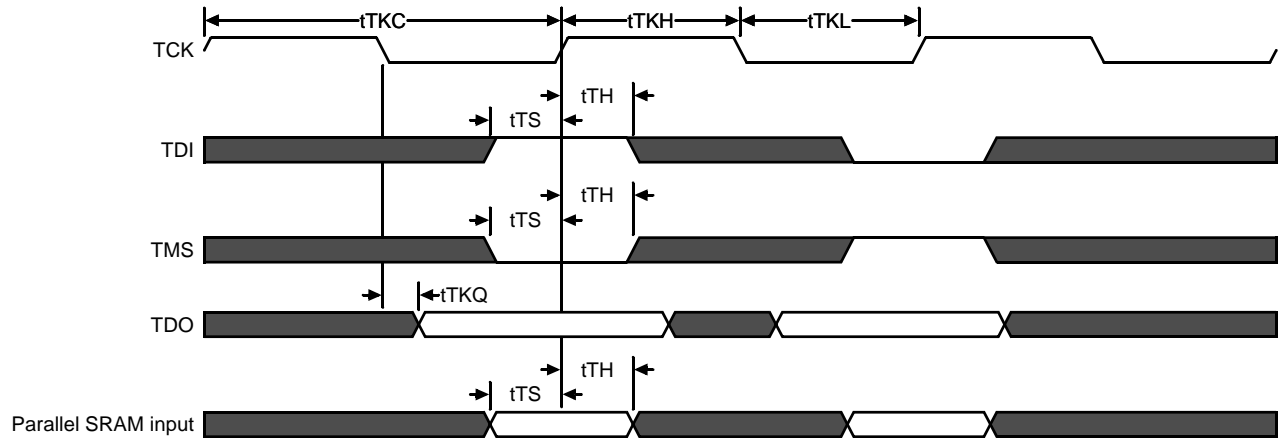 tTKC tTKH tTKL
TCK
tTH
tTS
TDI
tTH
tTS
TMS
tTKQ
TDO
tTH
tTS
Parallel SRAM input